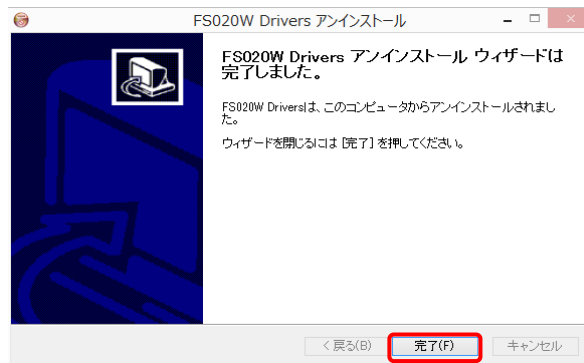 FS020W Drivers アンインストール
FS020W Drivers アンインストール ウィザードは
完了しました。
FS020W Driversは、このコンピュータからアンインストールされまし
た。
ウィザードを閉じるには [完了] を押してください。
< 戻る(B)
完了(F)
キャンセル